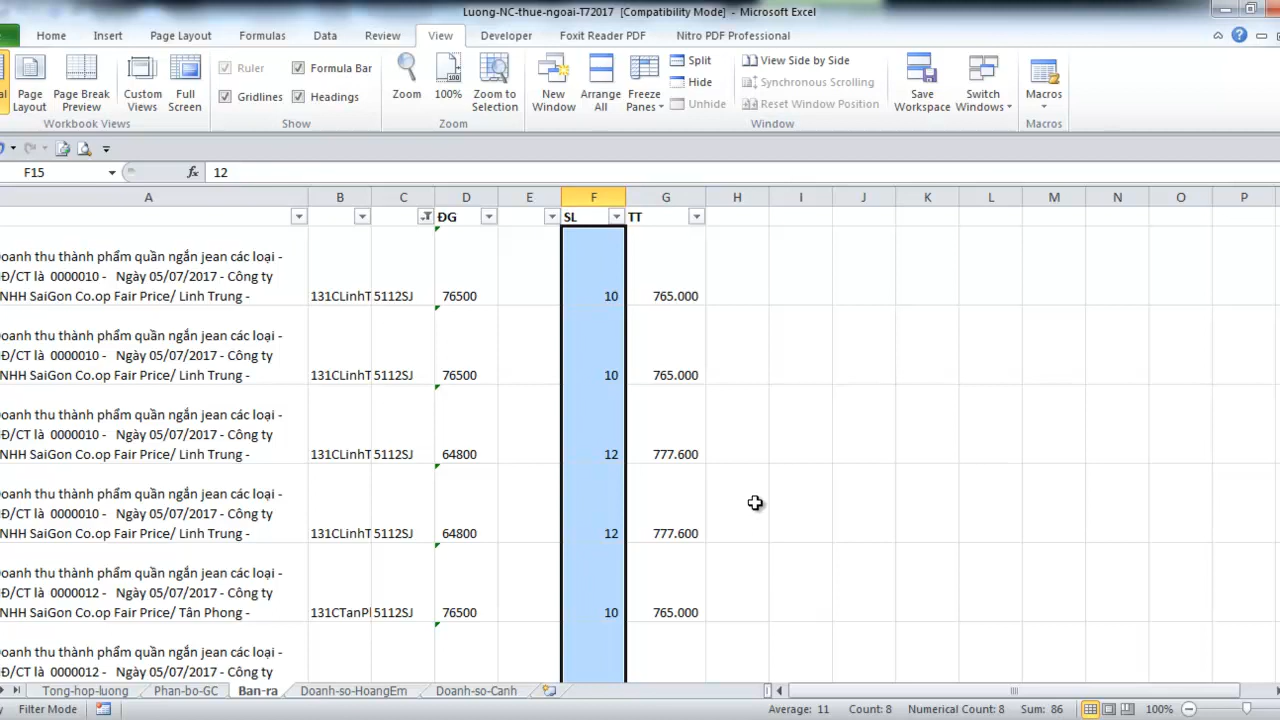 Luong-NC-thue-ngoai-T72017 [Compatibility Mode] - Microsoft Excel
Home Insert Page Layout Formulas Data Review View Developer Foxit Reader PDF Nitro PDF Professional
Page Layout
Page Break Preview
Custom Views
Full Screen
Workbook Views
Ruler
Formula Bar
Gridlines
Headings
Show
Zoom
100%
Zoom to Selection
Zoom
New Window
Arrange All
Freeze Panes
Split
Hide
Unhide
View Side by Side
Synchronous Scrolling
Reset Window Position
Window
Save Workspace
Switch Windows
Macros
Macros
F15 fx 12
A B C D E F G H I J K L M N O P
ĐG SL TT
Doanh thu thành phẩm quần ngắn jean các loại -
Đ/CT là 0000010 - Ngày 05/07/2017 - Công ty
NHH SaiGon Co.op Fair Price/ Linh Trung - 131CLinhT 5112SJ 76500 10 765.000
Doanh thu thành phẩm quần ngắn jean các loại -
Đ/CT là 0000010 - Ngày 05/07/2017 - Công ty
NHH SaiGon Co.op Fair Price/ Linh Trung - 131CLinhT 5112SJ 76500 10 765.000
Doanh thu thành phẩm quần ngắn jean các loại -
Đ/CT là 0000010 - Ngày 05/07/2017 - Công ty
NHH SaiGon Co.op Fair Price/ Linh Trung - 131CLinhT 5112SJ 64800 12 777.600
Doanh thu thành phẩm quần ngắn jean các loại -
Đ/CT là 0000010 - Ngày 05/07/2017 - Công ty
NHH SaiGon Co.op Fair Price/ Linh Trung - 131CLinhT 5112SJ 64800 12 777.600
Doanh thu thành phẩm quần ngắn jean các loại -
Đ/CT là 0000012 - Ngày 05/07/2017 - Công ty
NHH SaiGon Co.op Fair Price/ Tân Phong - 131CTanP 5112SJ 76500 10 765.000
Doanh thu thành phẩm quần ngắn jean các loại -
Đ/CT là 0000012 - Ngày 05/07/2017 - Công ty
Tong-hop-luong Phan-bo-GC Ban-ra Doanh-so-HoangEm Doanh-so-Canh
Filter Mode Average: 11 Count: 8 Numerical Count: 8 Sum: 86 100%